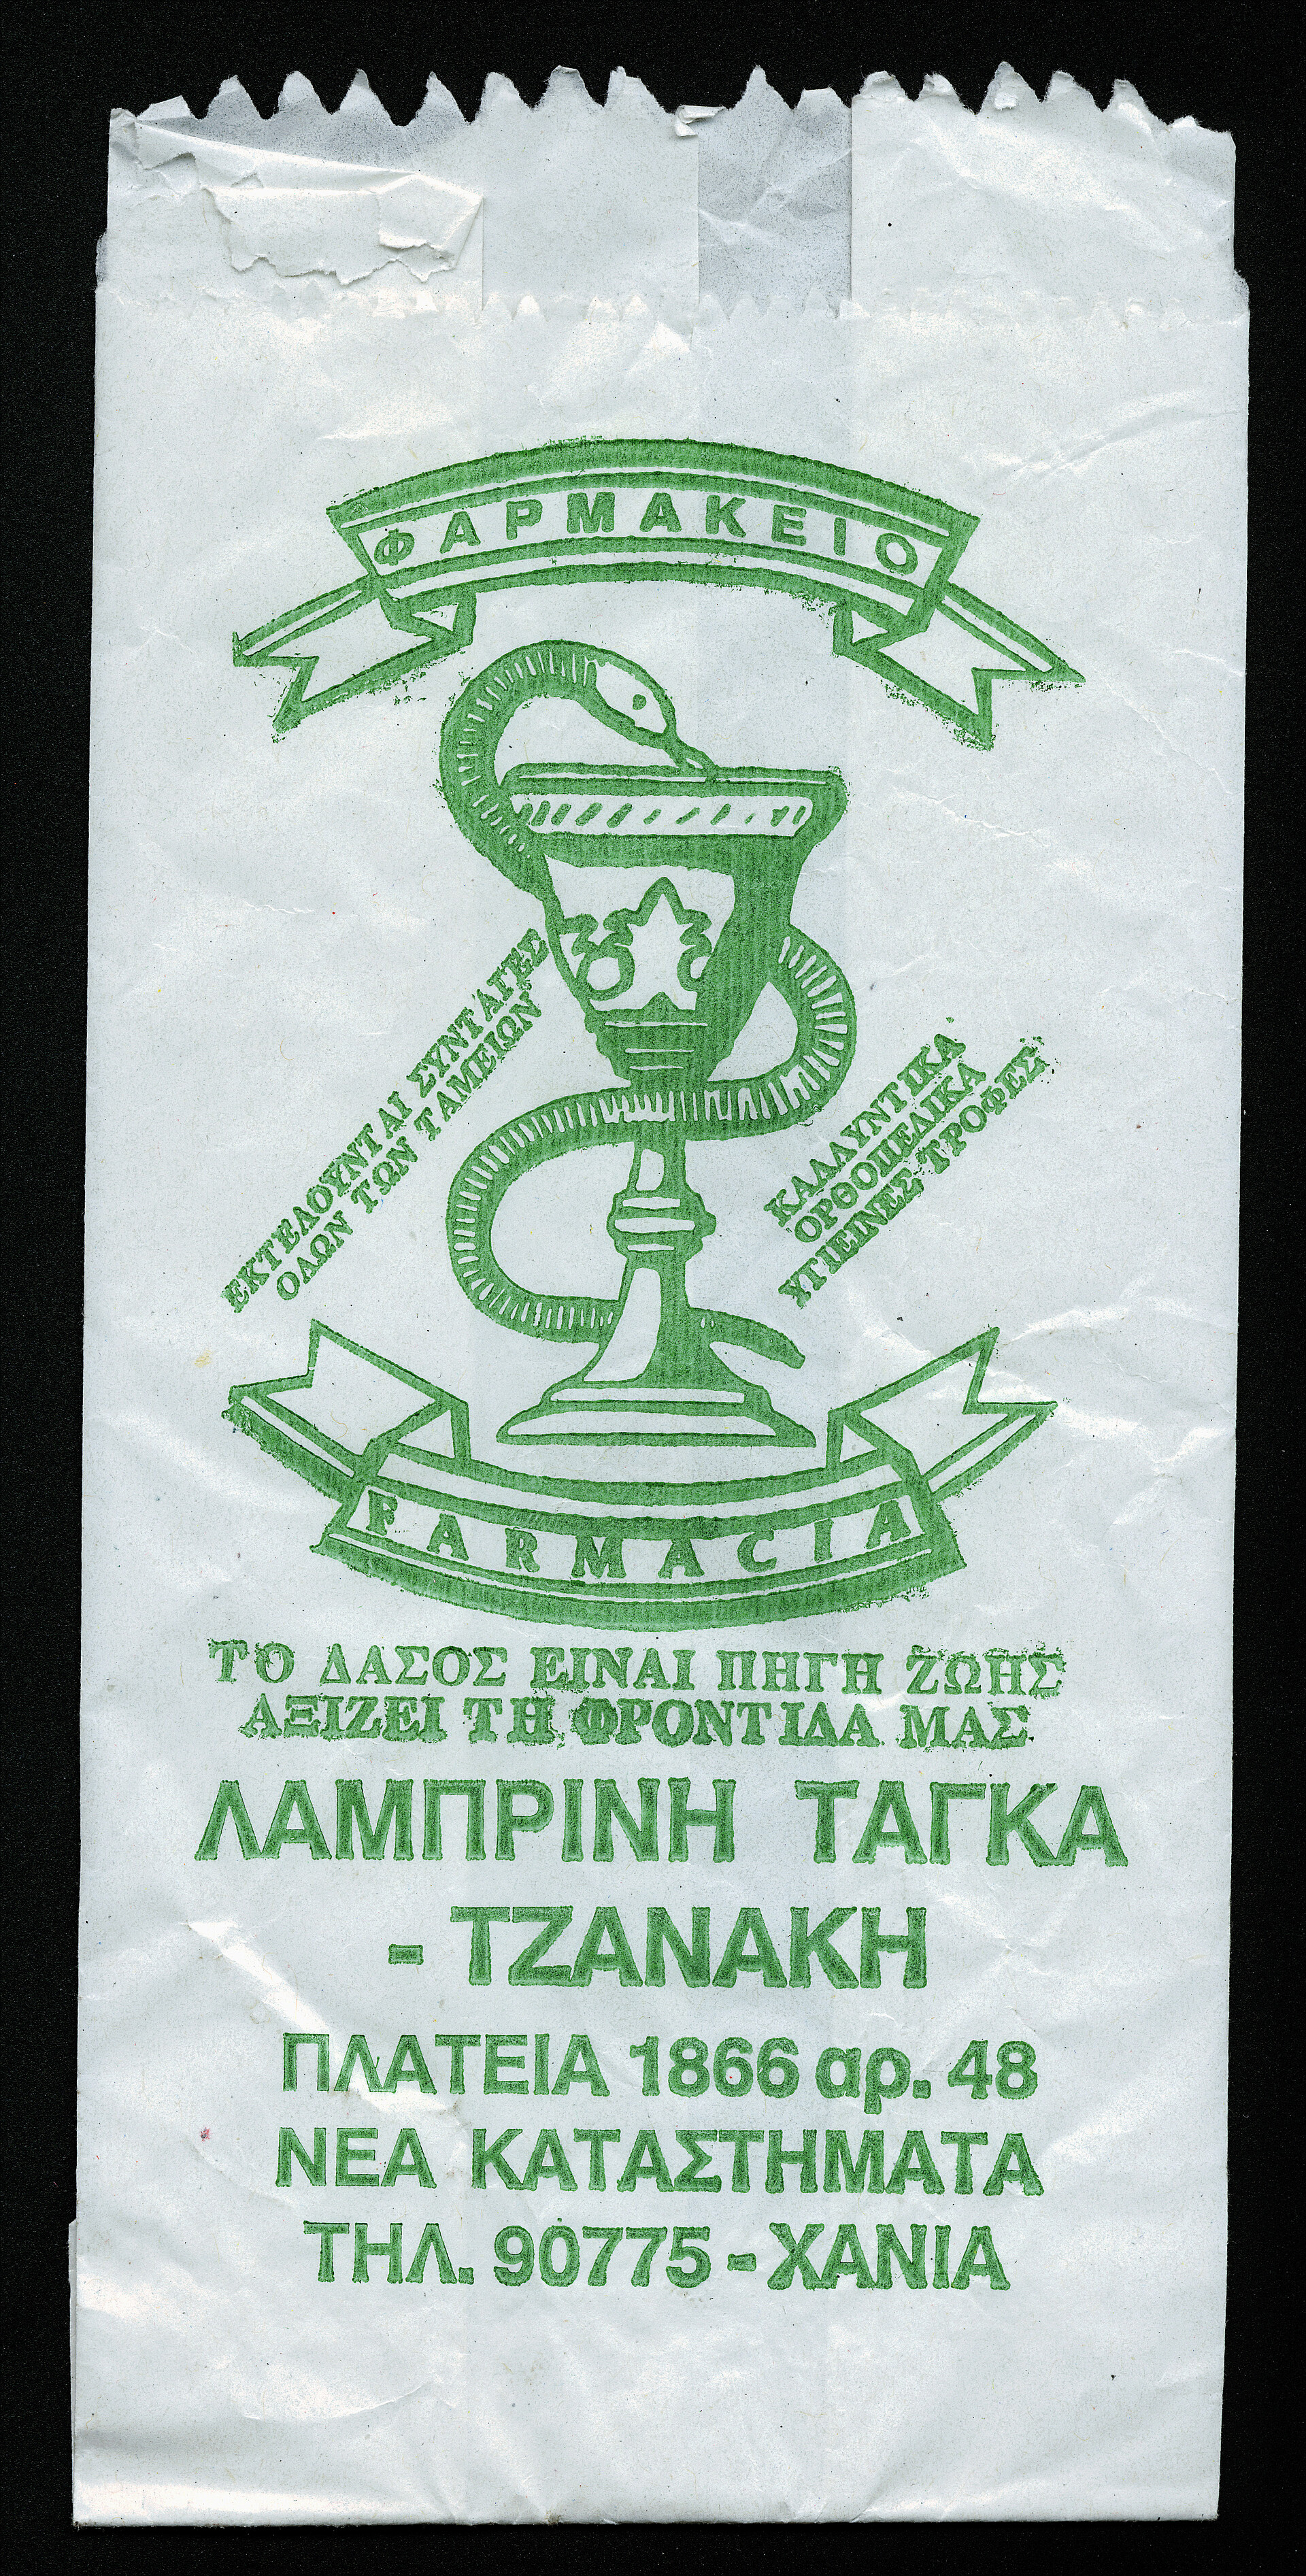 ΦΑΡΜΑΚΕΙΟ
ΕΚΤΕΛΟΥΝΤΑΙ ΣΥΝΤΑΓΕΣ
ΟΛΩΝ ΤΩΝ ΤΑΜΕΙΩΝ
ΚΑΛΛΥΝΤΙΚΑ
ΟΡΘΟΠΕΔΙΚΑ
ΥΓΙΕΙΝΕΣ ΤΡΟΦΕΣ
FARMACIA
ΤΟ ΔΑΣΟΣ ΕΙΝΑΙ ΠΗΓΗ ΖΩΗΣ
ΑΞΙΖΕΙ ΤΗ ΦΡΟΝΤΙΔΑ ΜΑΣ
ΛΑΜΠΡΙΝΗ ΤΑΓΚΑ
- ΤΖΑΝΑΚΗ
ΠΛΑΤΕΙΑ 1866 αρ. 48
ΝΕΑ ΚΑΤΑΣΤΗΜΑΤΑ
ΤΗΛ. 90775 - ΧΑΝΙΑ